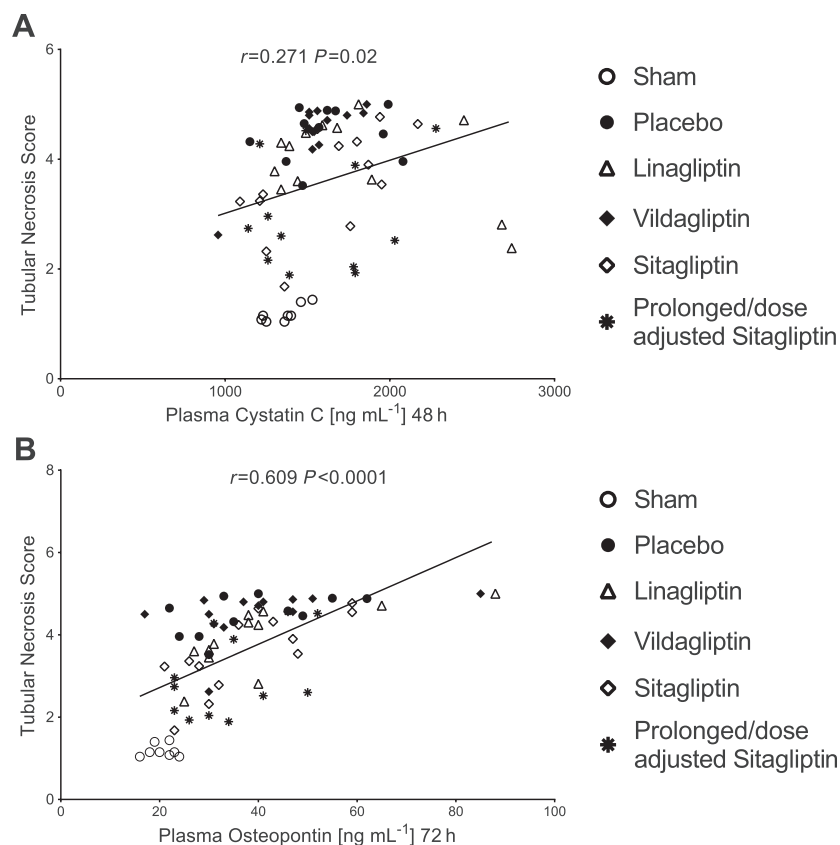 A
r=0.271 P=0.02
6
4
2
0
Tubular Necrosis Score
0 1000 2000 3000
Plasma Cystatin C [ng mL⁻¹] 48 h
Sham
Placebo
Linagliptin
Vildagliptin
Sitagliptin
Prolonged/dose
adjusted Sitagliptin
B
r=0.609 P<0.0001
8
6
4
2
0
Tubular Necrosis Score
0 20 40 60 80 100
Plasma Osteopontin [ng mL⁻¹] 72 h
Sham
Placebo
Linagliptin
Vildagliptin
Sitagliptin
Prolonged/dose
adjusted Sitagliptin